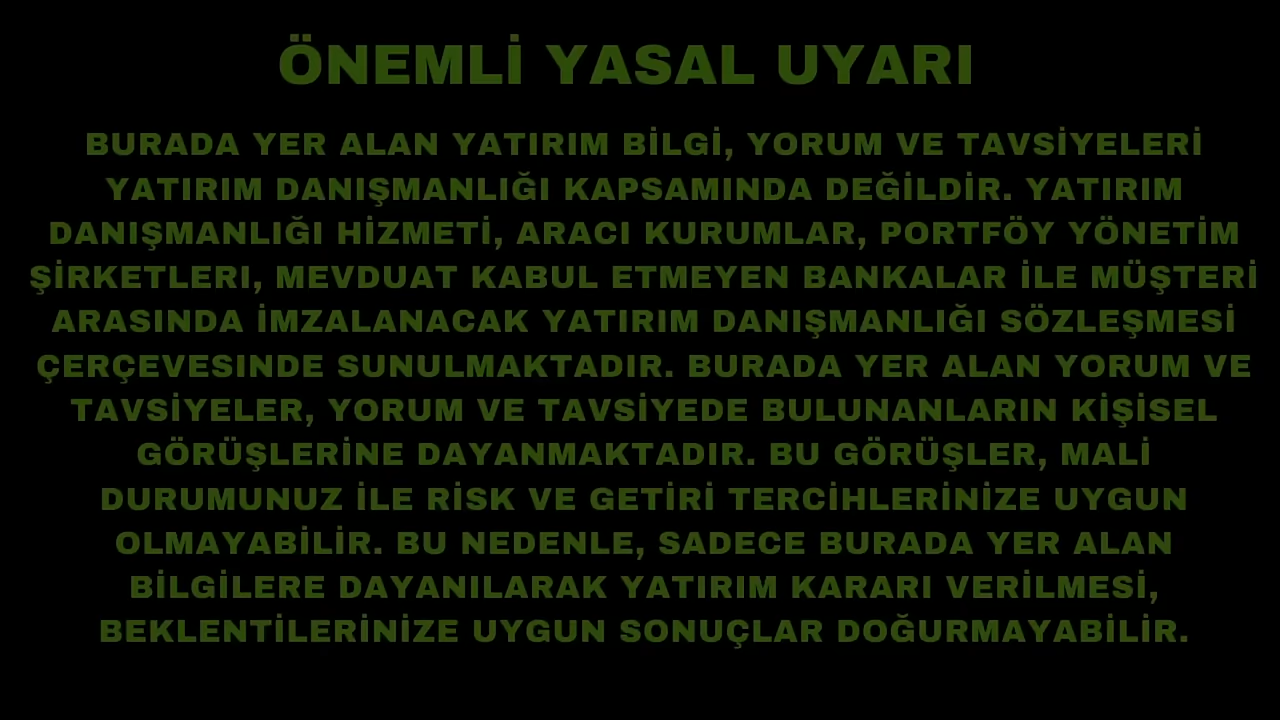 ÖNEMLİ YASAL UYARI
BURADA YER ALAN YATIRIM BİLGİ, YORUM VE TAVSİYELERİ
YATIRIM DANIŞMANLIĞI KAPSAMINDA DEĞİLDİR. YATIRIM
DANIŞMANLIĞI HİZMETİ, ARACI KURUMLAR, PORTFÖY YÖNETİM
ŞİRKETLERI, MEVDUAT KABUL ETMEYEN BANKALAR İLE MÜŞTERİ
ARASINDA İMZALANACAK YATIRIM DANIŞMANLIĞI SÖZLEŞMESİ
ÇERÇEVESINDE SUNULMAKTADIR. BURADA YER ALAN YORUM VE
TAVSİYELER, YORUM VE TAVSİYEDE BULUNANLARIN KİŞİSEL
GÖRÜŞLERİNE DAYANMAKTADIR. BU GÖRÜŞLER, MALİ
DURUMUNUZ İLE RİSK VE GETİRİ TERCİHLERİNİZE UYGUN
OLMAYABİLİR. BU NEDENLE, SADECE BURADA YER ALAN
BİLGİLERE DAYANILARAK YATIRIM KARARI VERİLMESİ,
BEKLENTİLERİNİZE UYGUN SONUÇLAR DOĞURMAYABİLİR.